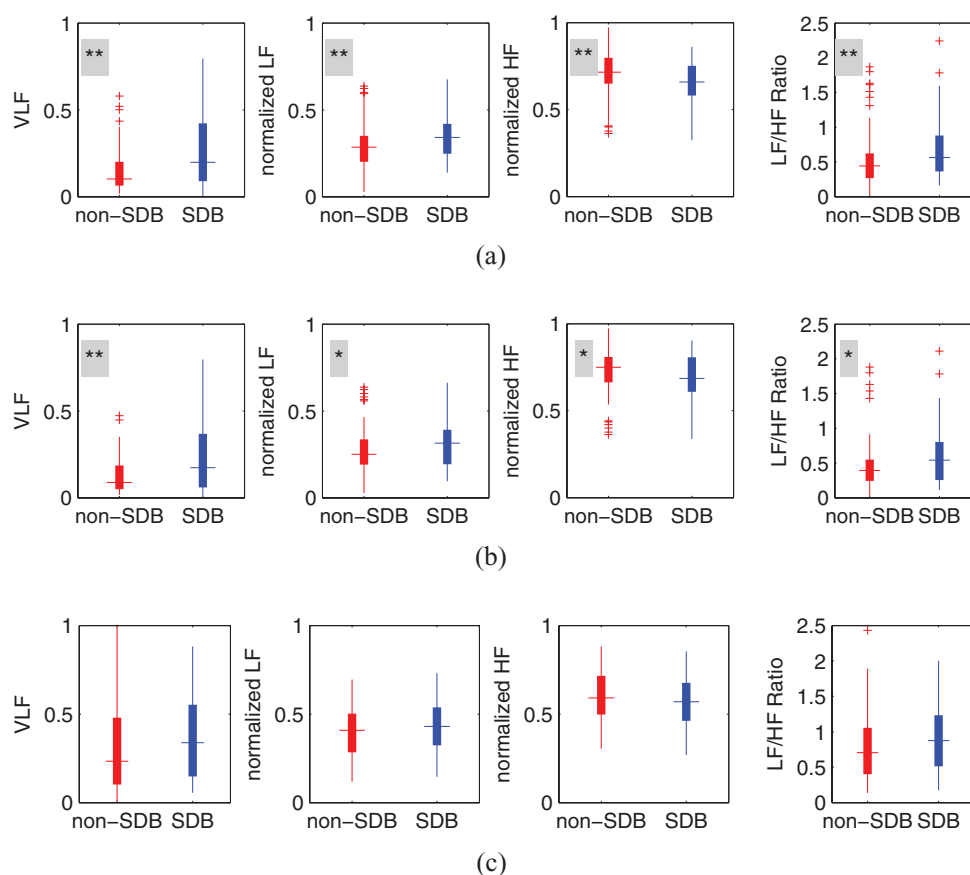 VLF
1
0.5
0
**
non-SDB SDB
normalized LF
1
0.5
0
**
non-SDB SDB
normalized HF
1
0.5
0
**
non-SDB SDB
LF/HF Ratio
2.5
2
1.5
1
0.5
0
**
non-SDB SDB
(a)
VLF
1
0.5
0
**
non-SDB SDB
normalized LF
1
0.5
0
*
non-SDB SDB
normalized HF
1
0.5
0
*
non-SDB SDB
LF/HF Ratio
2.5
2
1.5
1
0.5
0
*
non-SDB SDB
(b)
VLF
1
0.5
0
non-SDB SDB
normalized LF
1
0.5
0
non-SDB SDB
normalized HF
1
0.5
0
non-SDB SDB
LF/HF Ratio
2.5
2
1.5
1
0.5
0
non-SDB SDB
(c)